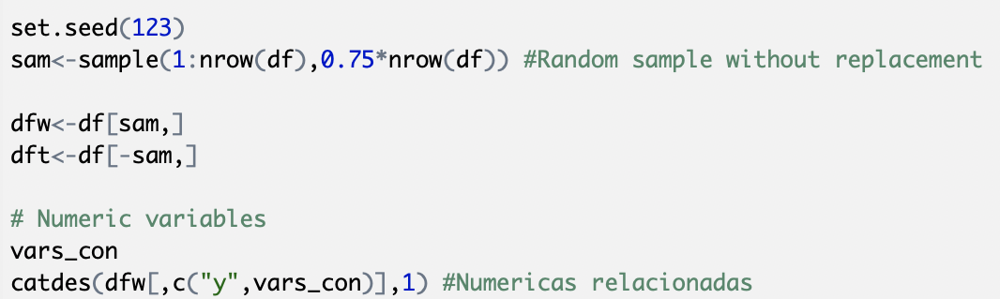 set.seed(123)
sam<-sample(1:nrow(df),0.75*nrow(df)) #Random sample without replacement
dfw<-df[sam,]
dft<-df[-sam,]
# Numeric variables
vars_con
catdes(dfw[,c("y",vars_con)],1) #Numericas relacionadas